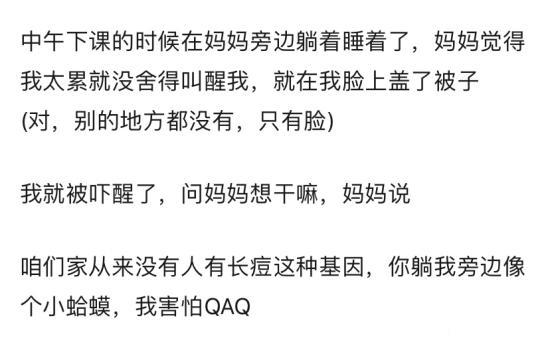 中午下课的时候在妈妈旁边躺着睡着了，妈妈觉得
我太累就没舍得叫醒我，就在我脸上盖了被子
(对，别的地方都没有，只有脸)
我就被吓醒了，问妈妈想干嘛，妈妈说
咱们家从来没有人有长痘这种基因，你躺我旁边像
个小蛤蟆，我害怕QAQ